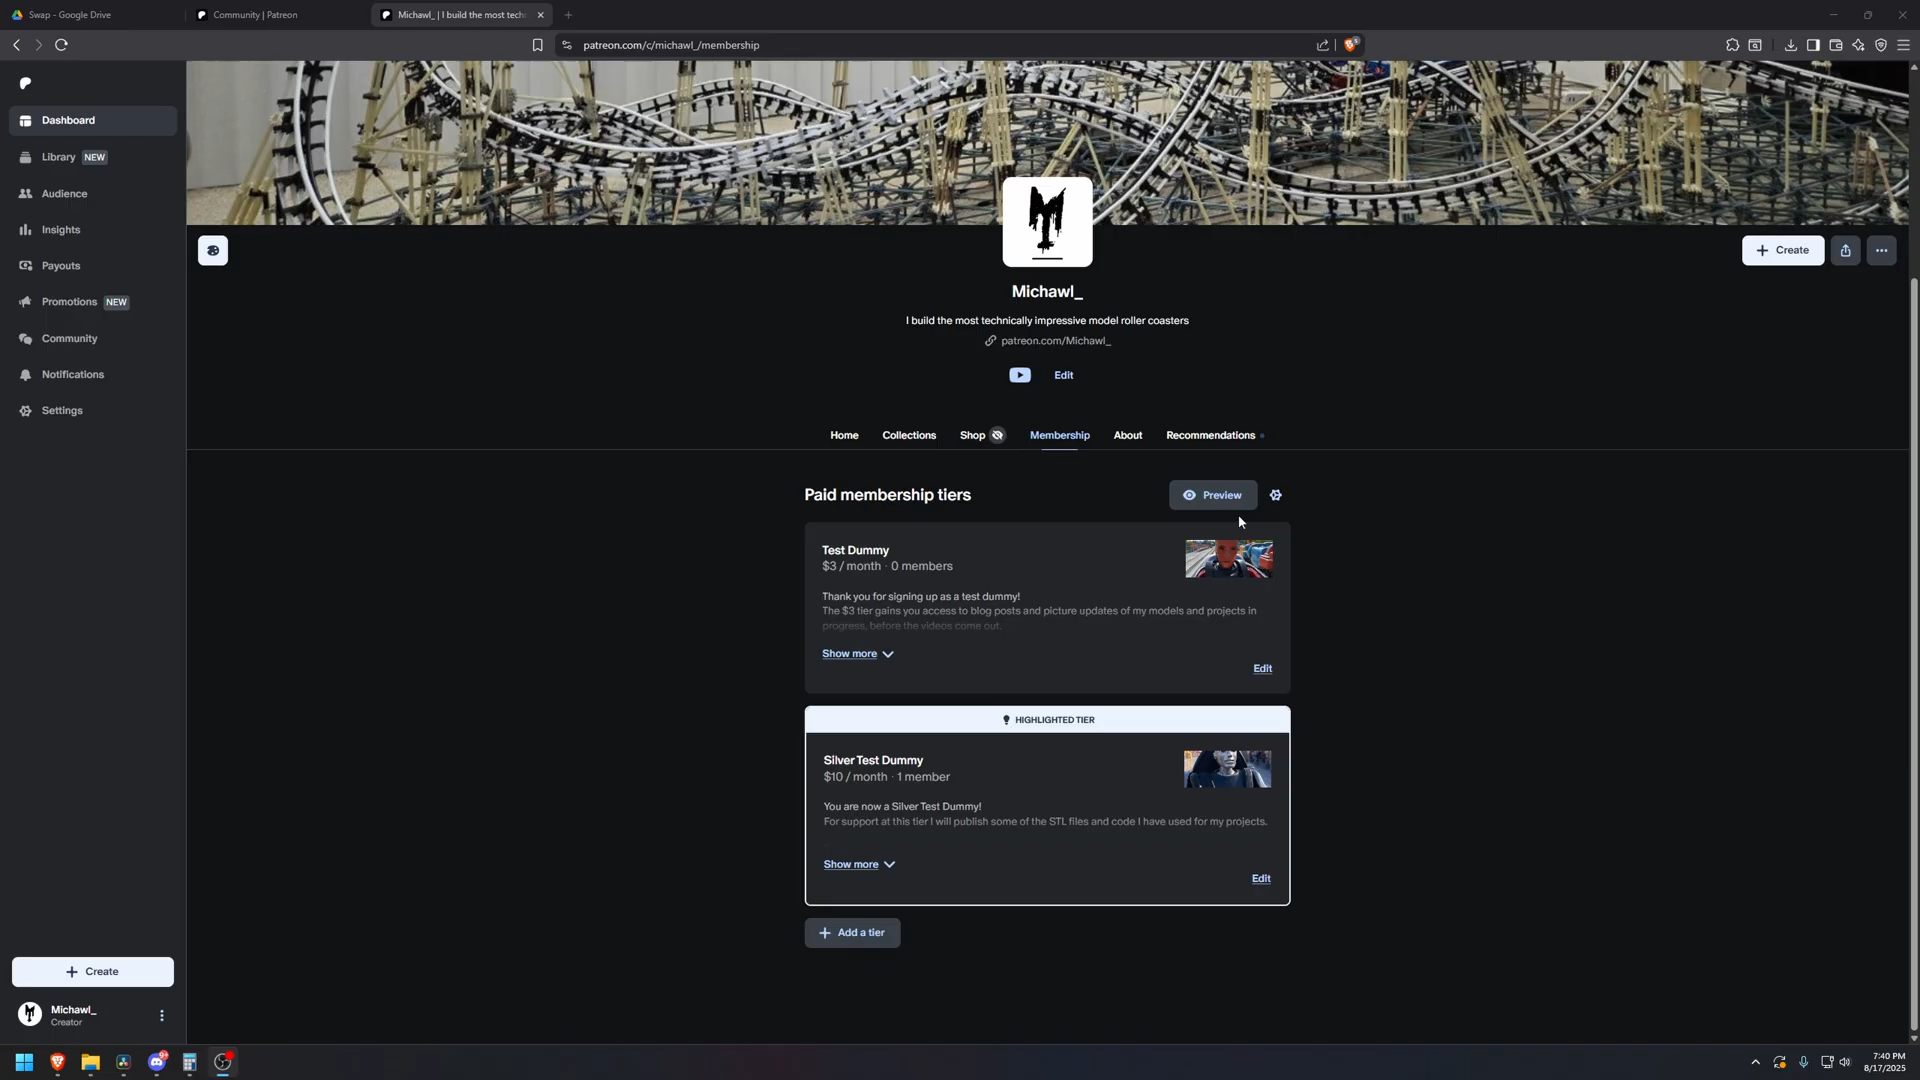 Swap - Google Drive
Community | Patreon
Michawl_ | I build the most tech
patreon.com/c/michawl_/membership
Dashboard
Library NEW
Audience
Insights
Payouts
Promotions NEW
Community
Notifications
Settings
Create
Michawl_
I build the most technically impressive model roller coasters
patreon.com/Michawl_
Edit
Home Collections Shop Membership About Recommendations
Paid membership tiers
Preview
Test Dummy
$3 / month · 0 members
Thank you for signing up as a test dummy!
The $3 tier gains you access to blog posts and picture updates of my models and projects in
progress, before the videos come out.
Show more
Edit
HIGHLIGHTED TIER
Silver Test Dummy
$10 / month · 1 member
You are now a Silver Test Dummy!
For support at this tier I will publish some of the STL files and code I have used for my projects.
Show more
Edit
Add a tier
Create
Michawl_
Creator
7:40 PM
8/17/2025